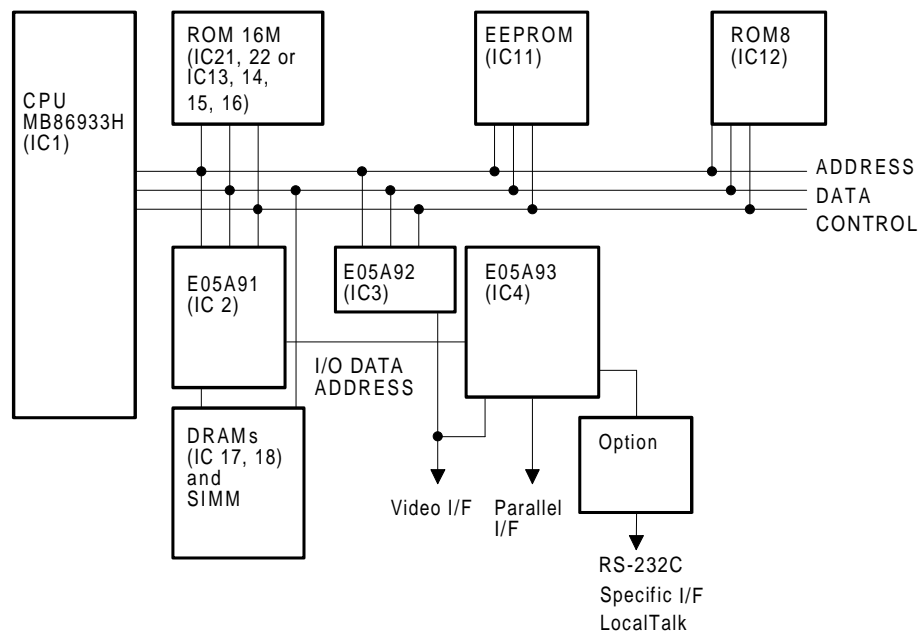 CPU
MB86933H
(IC1)
ROM 16M
(IC21, 22 or
IC13, 14,
15, 16)
EEPROM
(IC11)
ROM8
(IC12)
ADDRESS
DATA
CONTROL
E05A91
(IC 2)
E05A92
(IC3)
E05A93
(IC4)
I/O DATA
ADDRESS
DRAMs
(IC 17, 18)
and
SIMM
Option
Video I/F
Parallel
I/F
RS-232C
Specific I/F
LocalTalk